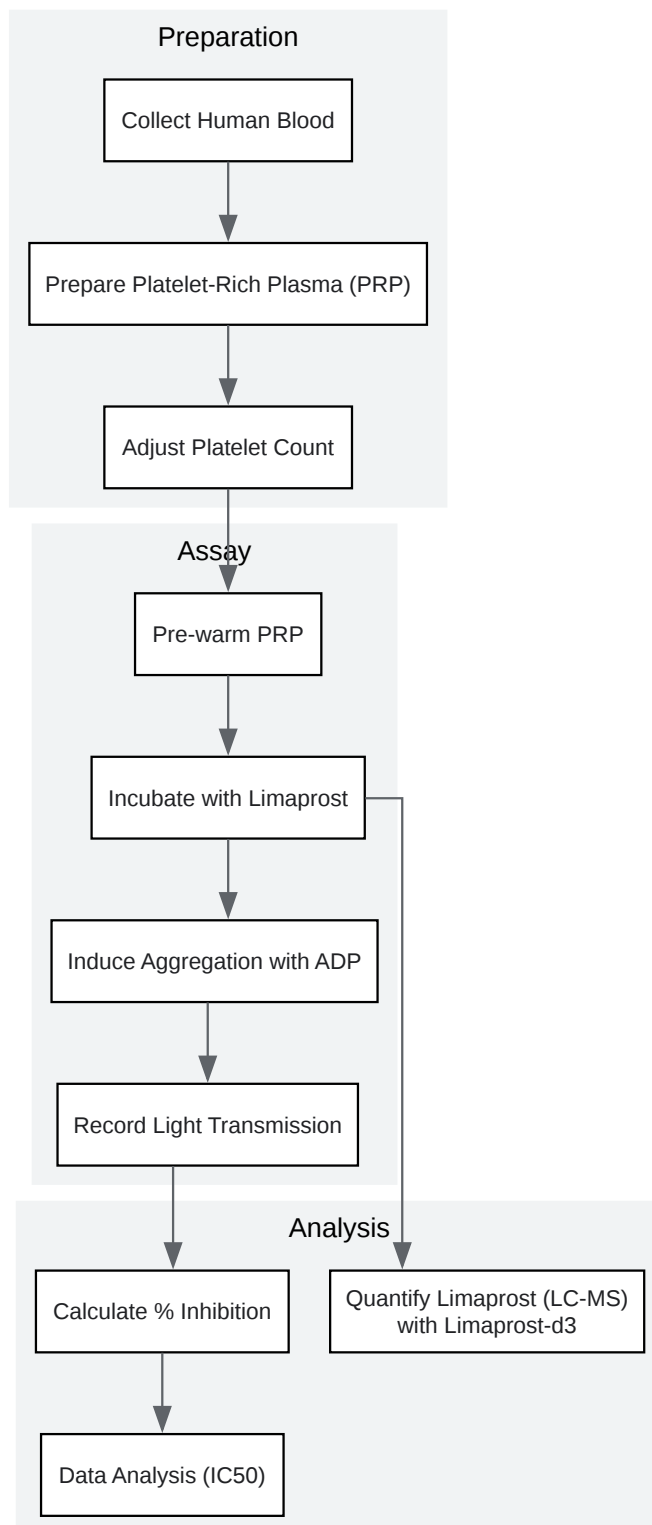 Preparation
Collect Human Blood
Prepare Platelet-Rich Plasma (PRP)
Adjust Platelet Count
Assay
Pre-warm PRP
Incubate with Limaprost
Induce Aggregation with ADP
Record Light Transmission
Analysis
Calculate % Inhibition
Quantify Limaprost (LC-MS)
with Limaprost-d3
Data Analysis (IC50)